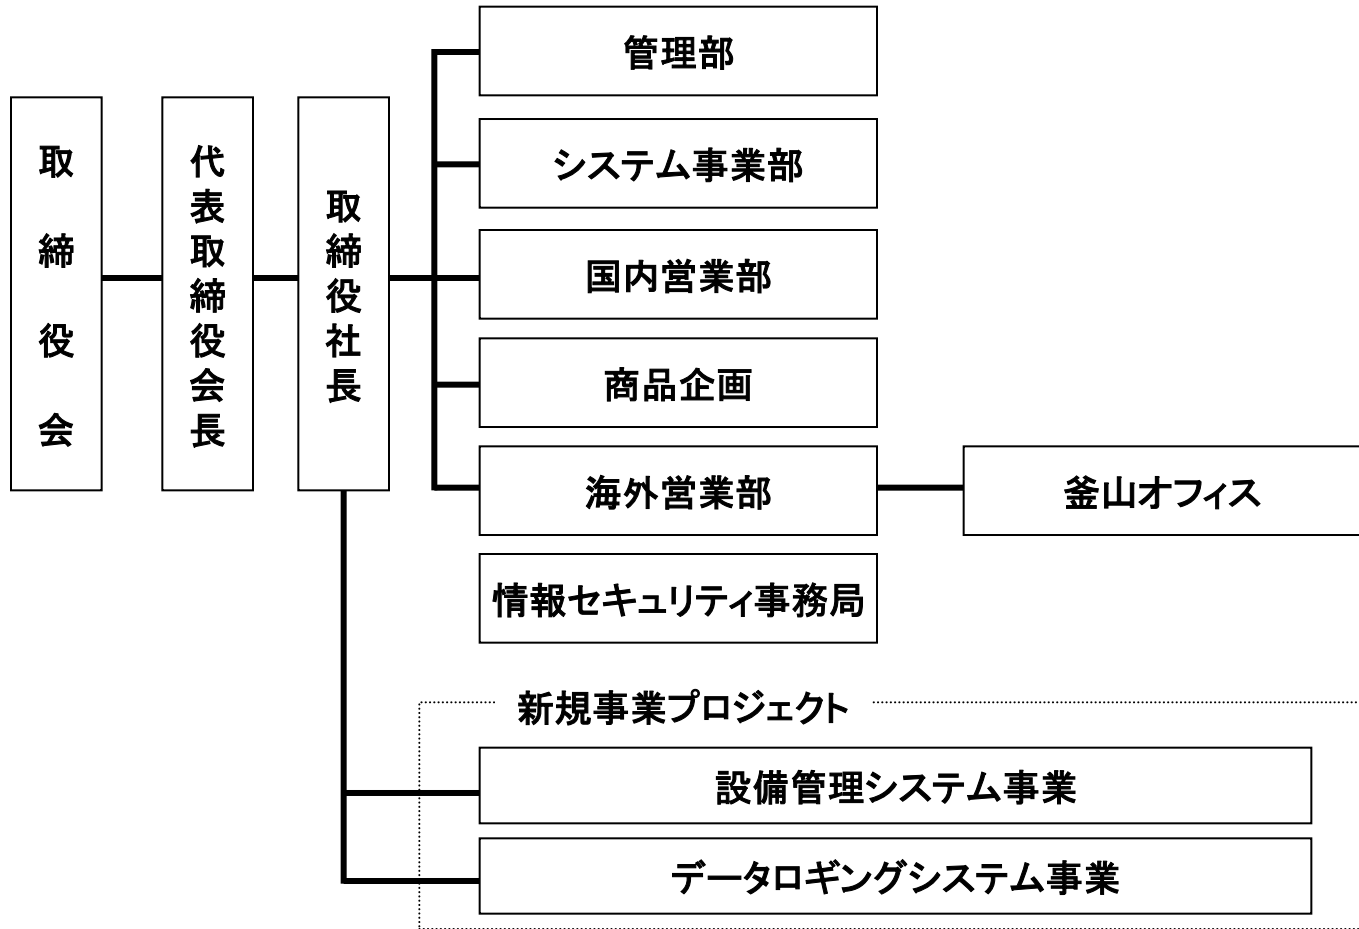 取締役会
代表取締役会長
取締役社長
管理部
システム事業部
国内営業部
商品企画
海外営業部
釜山オフィス
情報セキュリティ事務局
新規事業プロジェクト
設備管理システム事業
データロギングシステム事業